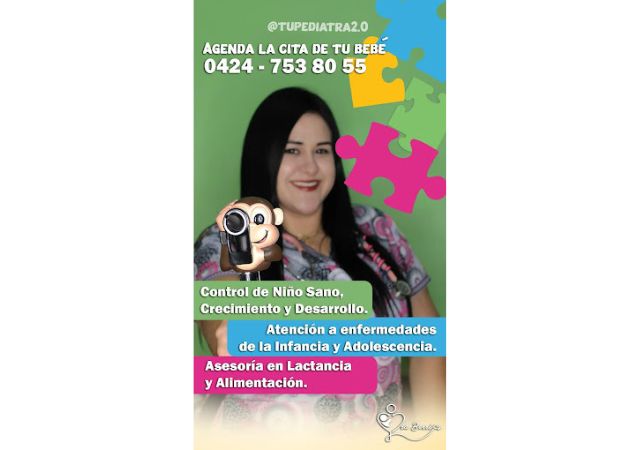 @TUPEDIATRA2.0
AGENDA LA CITA DE TU BEBÉ
0424 - 753 80 55
Control de Niño Sano,
Crecimiento y Desarrollo.
Atención a enfermedades
de la Infancia y Adolescencia.
Asesoría en Lactancia
y Alimentación.